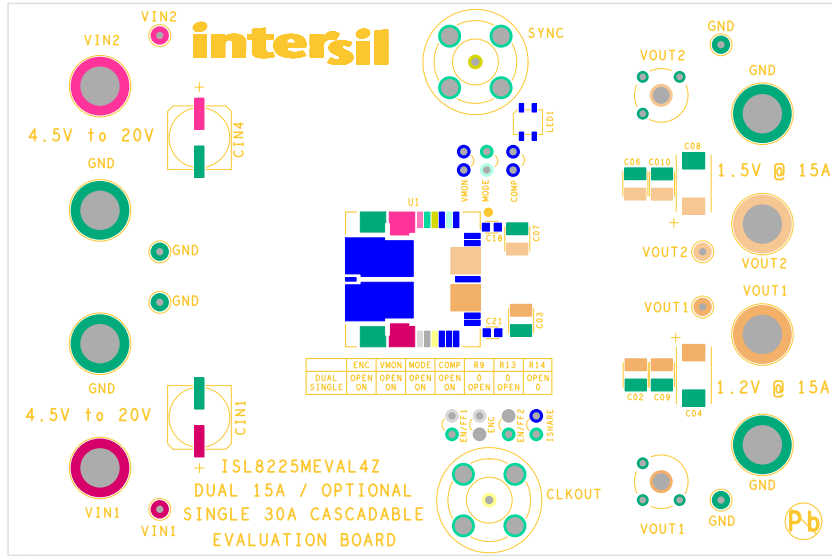 VIN2
VIN2
intersil
SYNC
GND
VOUT2
GND
+
4.5V to 20V
CIN4
LED1
GND
VMON
MODE
COMP
C06
C010
C08
1.5V @ 15A
+
U1
C18
C07
GND
VOUT2
VOUT2
GND
VOUT1
VOUT1
C21
C03
+
GND
ENC VMON MODE COMP R9 R13 R14
DUAL OPEN OPEN OPEN OPEN 0 0 OPEN
SINGLE ON ON ON ON OPEN OPEN 0
C02
C09
C04
1.2V @ 15A
4.5V to 20V
CIN1
+
EN/FF1
ENC
EN/FF2
ISHARE
GND
ISL8225MEVAL4Z
DUAL 15A / OPTIONAL
SINGLE 30A CASCADABLE
EVALUATION BOARD
VIN1
VIN1
CLKOUT
VOUT1
GND
Pb